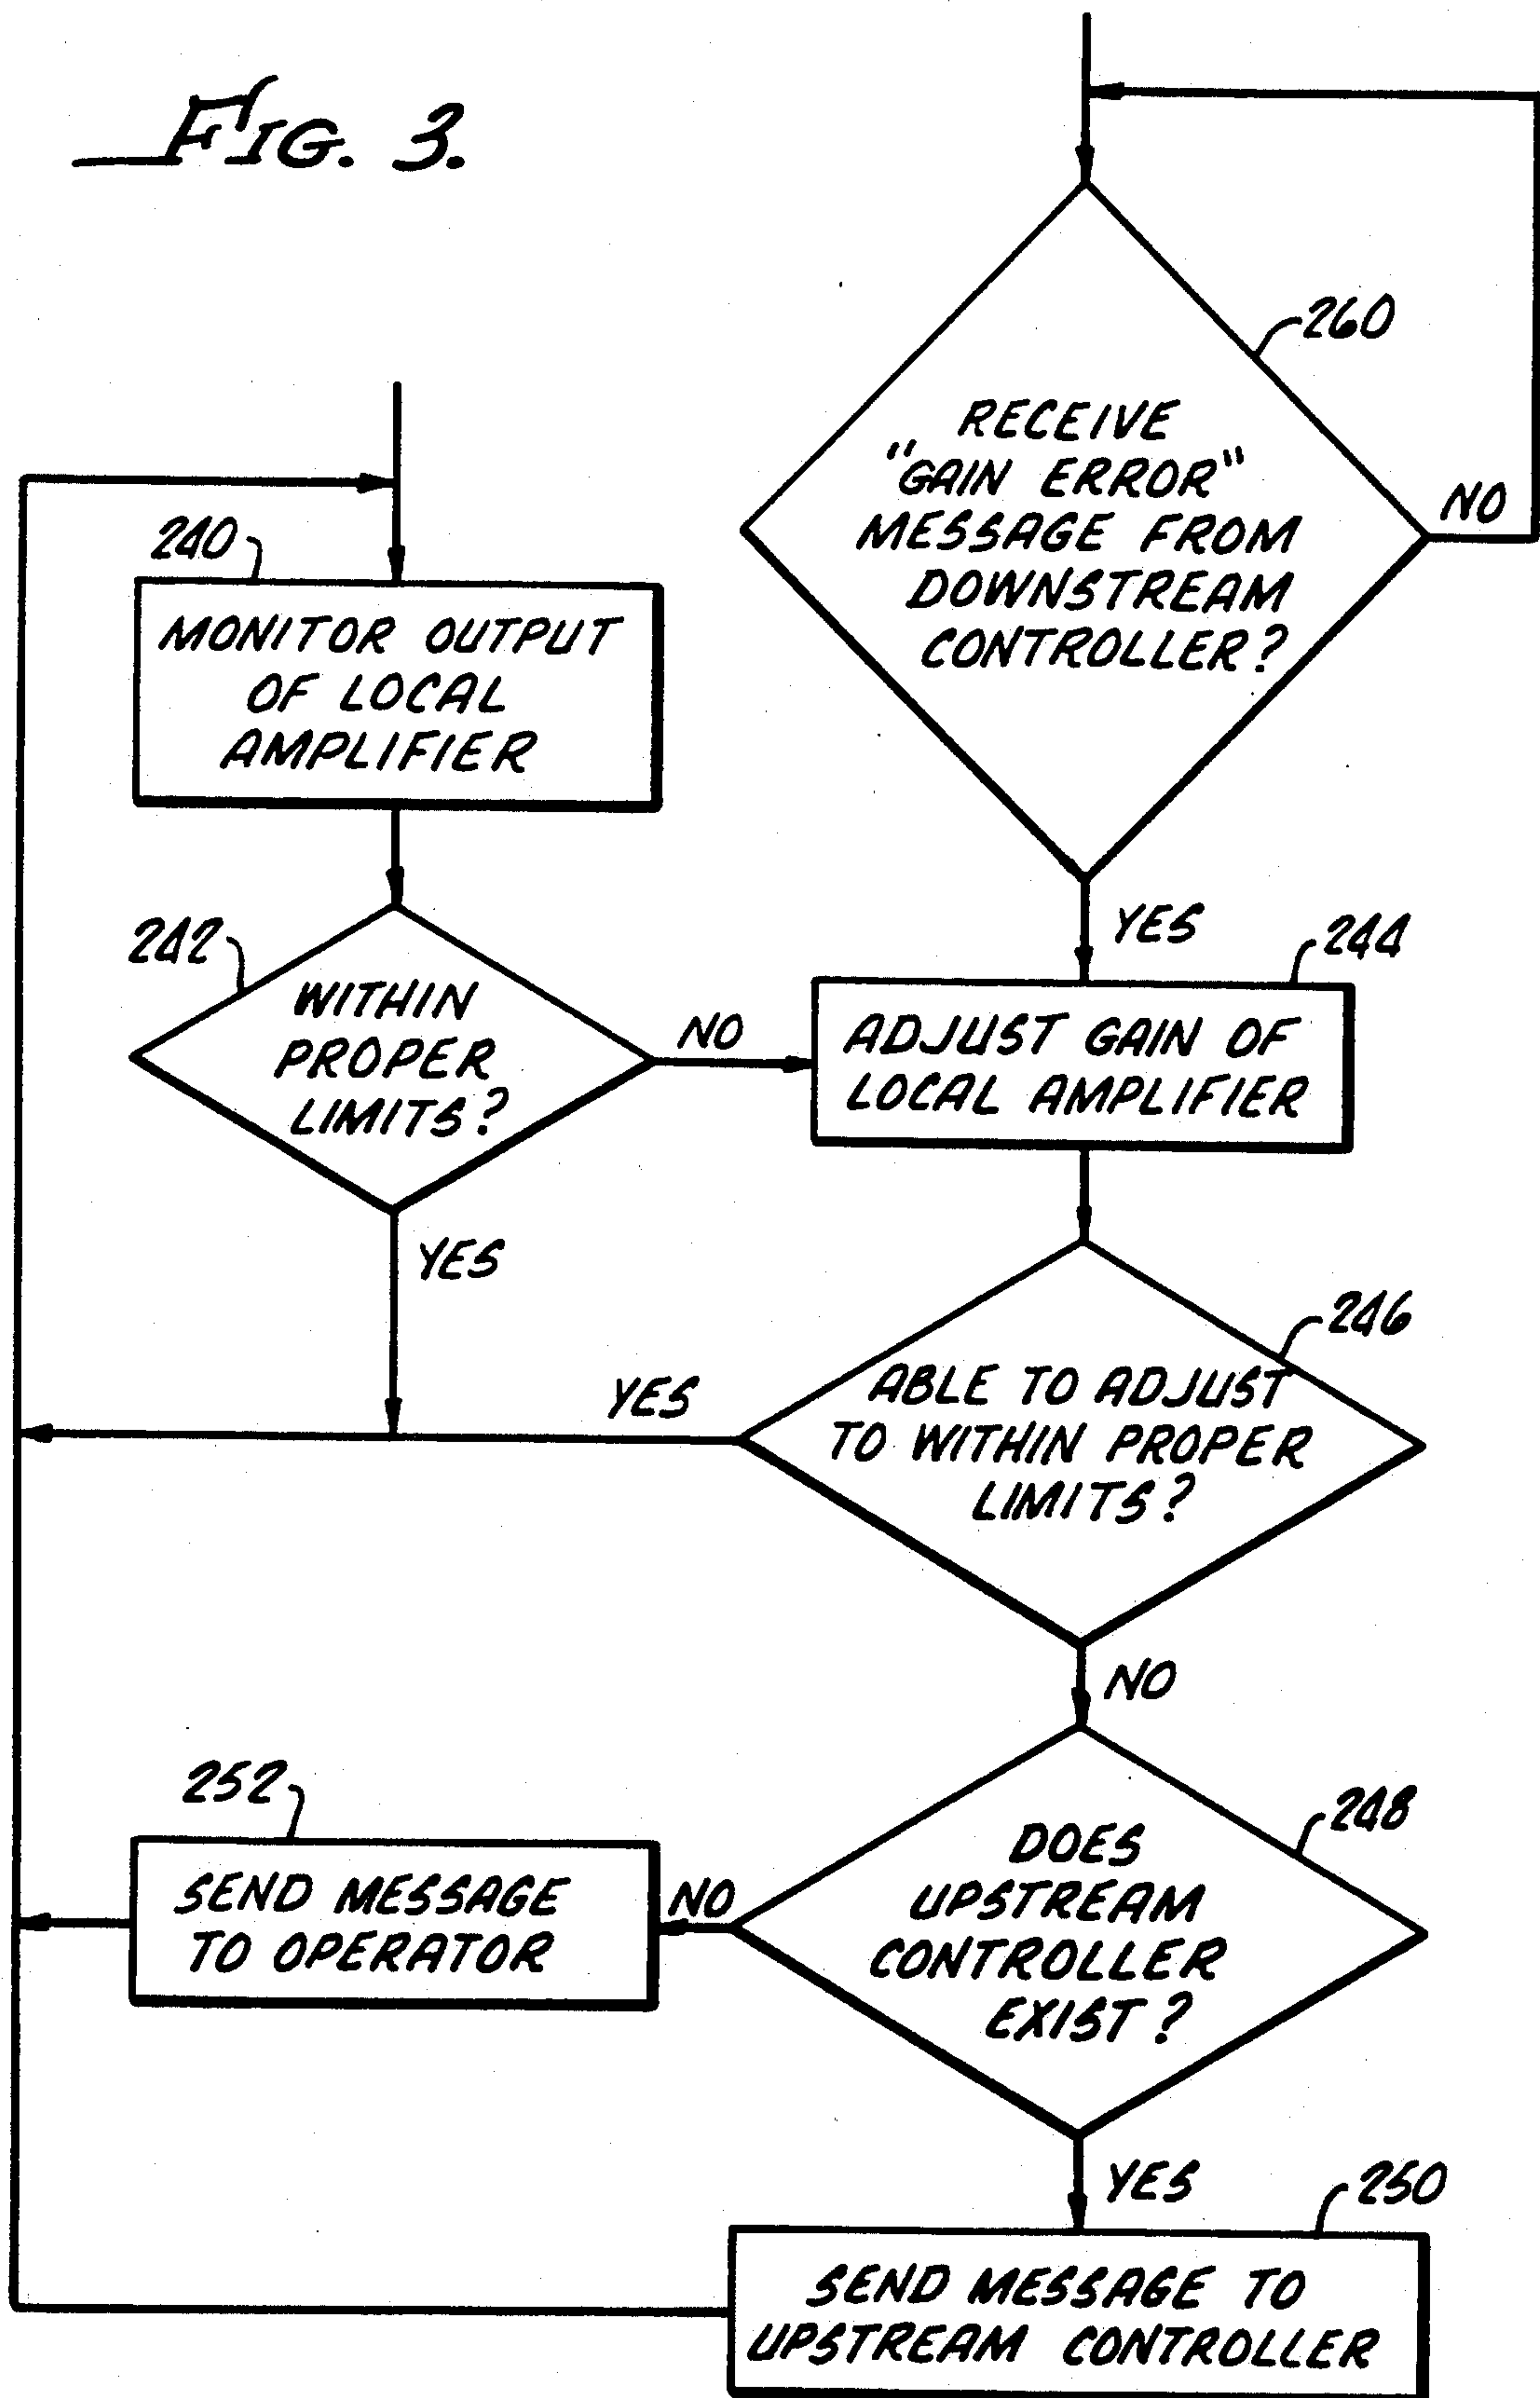 FIG. 3.
260
RECEIVE
"GAIN ERROR"
MESSAGE FROM
DOWNSTREAM
CONTROLLER?
NO
YES
240
MONITOR OUTPUT
OF LOCAL
AMPLIFIER
242
WITHIN
PROPER
LIMITS?
NO
YES
244
ADJUST GAIN OF
LOCAL AMPLIFIER
246
ABLE TO ADJUST
TO WITHIN PROPER
LIMITS?
YES
NO
248
DOES
UPSTREAM
CONTROLLER
EXIST?
NO
YES
252
SEND MESSAGE
TO OPERATOR
250
SEND MESSAGE TO
UPSTREAM CONTROLLER